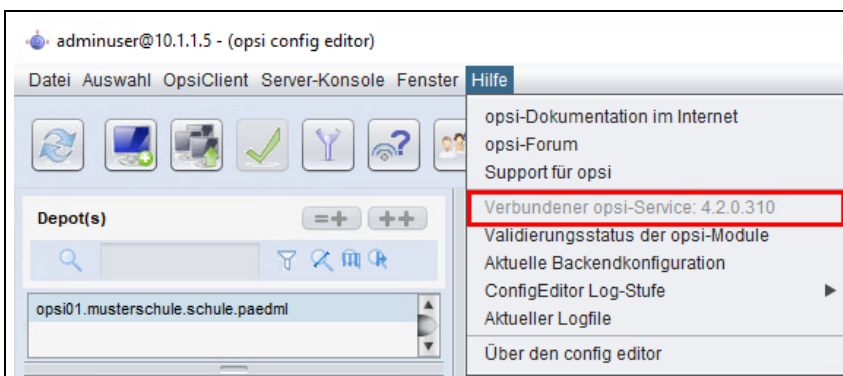 adminuser@10.1.1.5 - (opsi config editor)
Datei Auswahl OpsiClient Server-Konsole Fenster Hilfe
opsi-Dokumentation im Internet
opsi-Forum
Support für opsi
Verbundener opsi-Service: 4.2.0.310
Validierungsstatus der opsi-Module
Aktuelle Backendkonfiguration
ConfigEditor Log-Stufe
Aktueller Logfile
Über den config editor
Depot(s)
opsi01.musterschule.schule.paedml